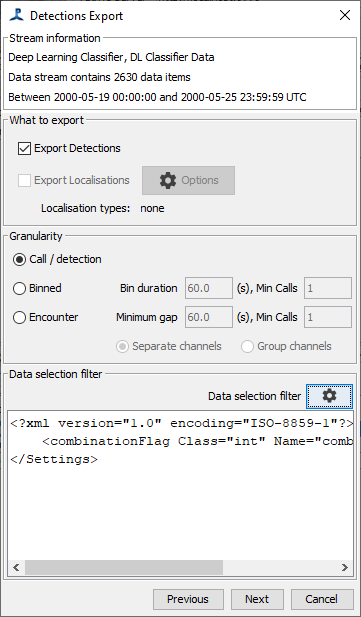 Detections Export
Stream information
Deep Learning Classifier, DL Classifier Data
Data stream contains 2630 data items
Between 2000-05-19 00:00:00 and 2000-05-25 23:59:59 UTC
What to export
Export Detections
Export Localisations Options
Localisation types: none
Granularity
Call / detection
Binned Bin duration 60.0 (s), Min Calls 1
Encounter Minimum gap 60.0 (s), Min Calls 1
Separate channels Group channels
Data selection filter
Data selection filter
<?xml version="1.0" encoding="ISO-8859-1"?>
<combinationFlag Class="int" Name="comb
</Settings>
Previous Next Cancel